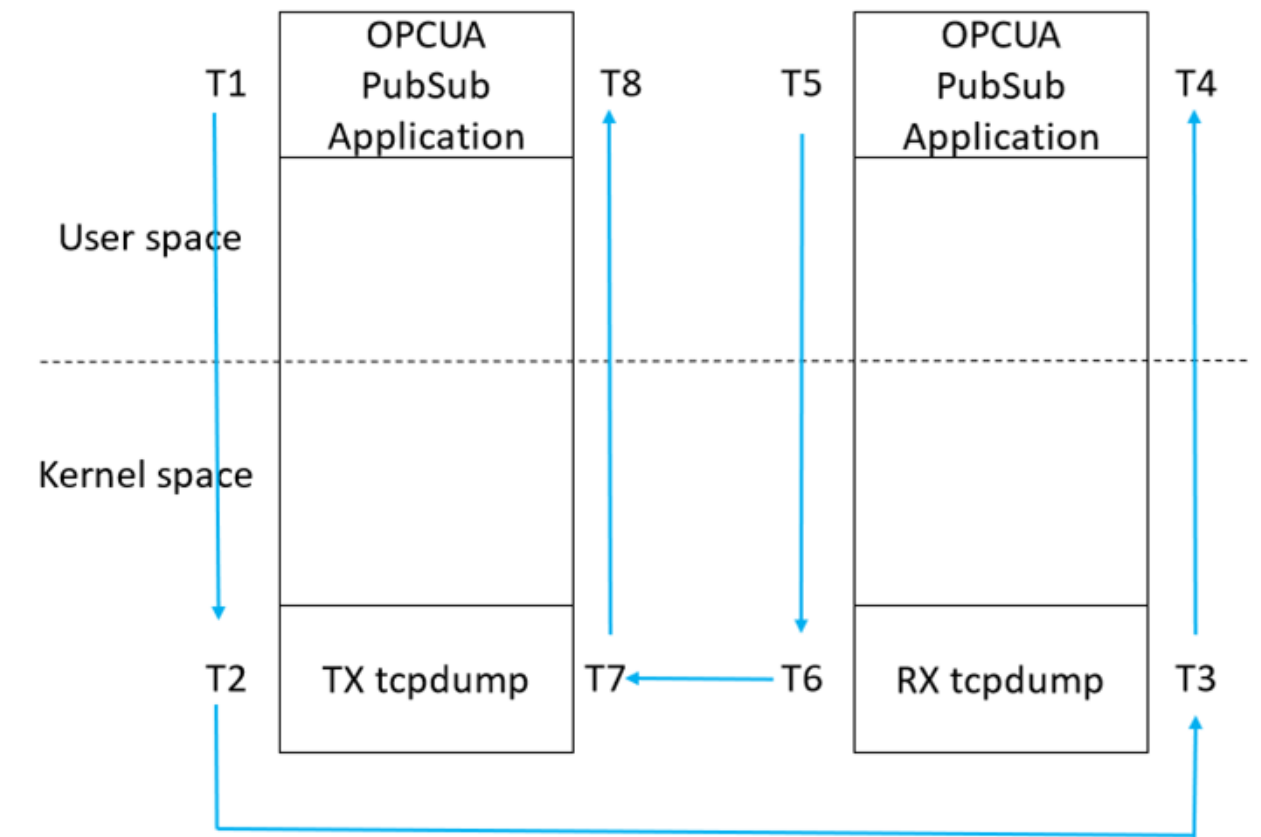 OPCUA
PubSub
Application
OPCUA
PubSub
Application
T1
T8
T5
T4
User space
Kernel space
T2
TX tcpdump
T7
T6
RX tcpdump
T3